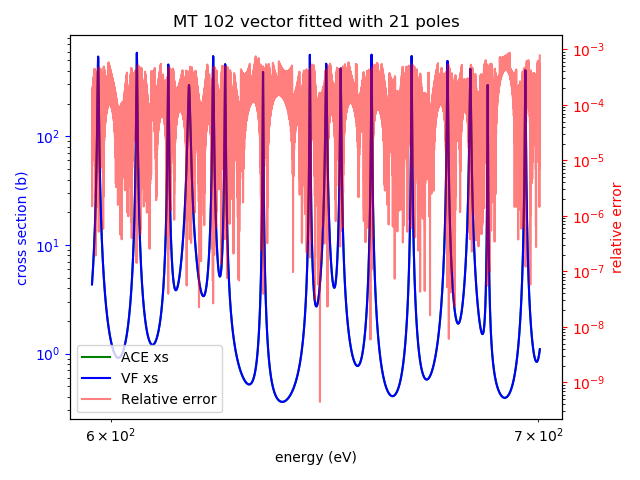 MT 102 vector fitted with 21 poles
cross section (b)
10²
10¹
10⁰
10⁻³
10⁻⁴
10⁻⁵
10⁻⁶
10⁻⁷
10⁻⁸
10⁻⁹
relative error
ACE xs
VF xs
Relative error
6 × 10²
7 × 10²
energy (eV)